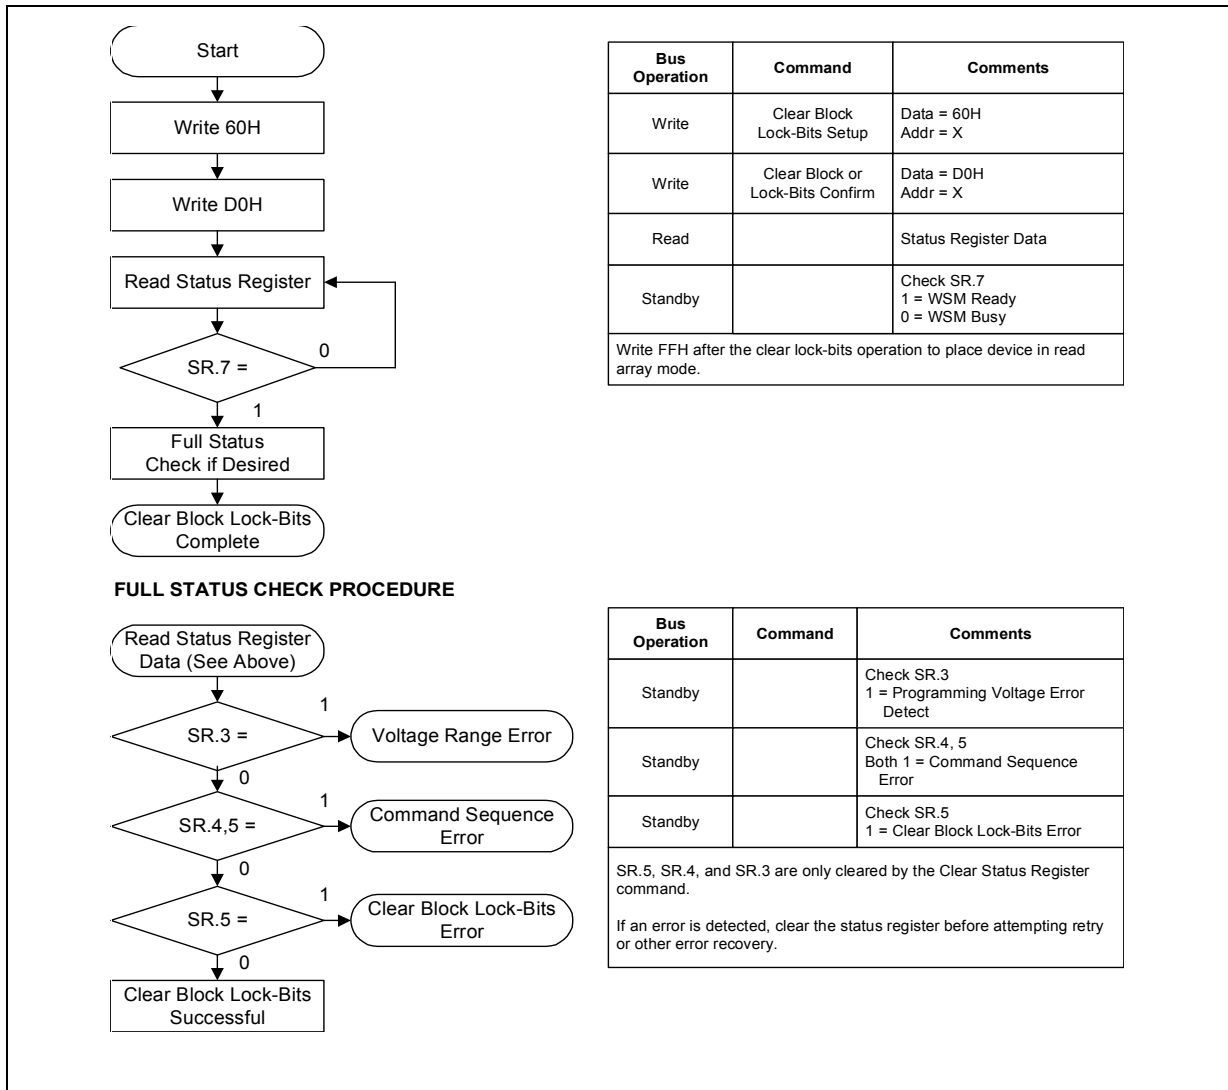 Start
Write 60H
Write D0H
Read Status Register
SR.7 =
0
1
Full Status
Check if Desired
Clear Block Lock-Bits
Complete
Bus
Operation
Command
Comments
Write
Clear Block
Lock-Bits Setup
Data = 60H
Addr = X
Write
Clear Block or
Lock-Bits Confirm
Data = D0H
Addr = X
Read
Status Register Data
Standby
Check SR.7
1 = WSM Ready
0 = WSM Busy
Write FFH after the clear lock-bits operation to place device in read
array mode.
FULL STATUS CHECK PROCEDURE
Read Status Register
Data (See Above)
SR.3 =
1
Voltage Range Error
0
SR.4,5 =
1
Command Sequence
Error
0
SR.5 =
1
Clear Block Lock-Bits
Error
0
Clear Block Lock-Bits
Successful
Bus
Operation
Command
Comments
Standby
Check SR.3
1 = Programming Voltage Error
Detect
Standby
Check SR.4, 5
Both 1 = Command Sequence
Error
Standby
Check SR.5
1 = Clear Block Lock-Bits Error
SR.5, SR.4, and SR.3 are only cleared by the Clear Status Register
command.
If an error is detected, clear the status register before attempting retry
or other error recovery.